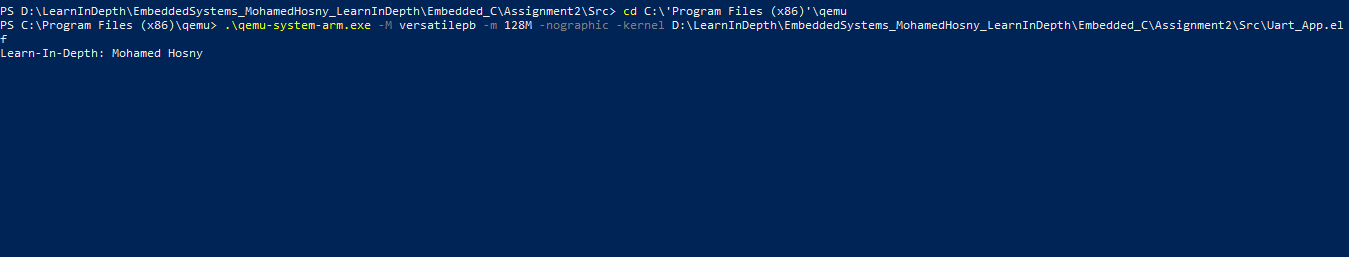 PS D:\LearnInDepth\EmbeddedSystems_MohamedHosny_LearnInDepth\Embedded_C\Assignment2\Src> cd C:\'Program Files (x86)'\qemu
PS C:\Program Files (x86)\qemu> .\qemu-system-arm.exe -M versatilepb -m 128M -nographic -kernel D:\LearnInDepth\EmbeddedSystems_MohamedHosny_LearnInDepth\Embedded_C\Assignment2\Src\Uart_App.el
f
Learn-In-Depth: Mohamed Hosny